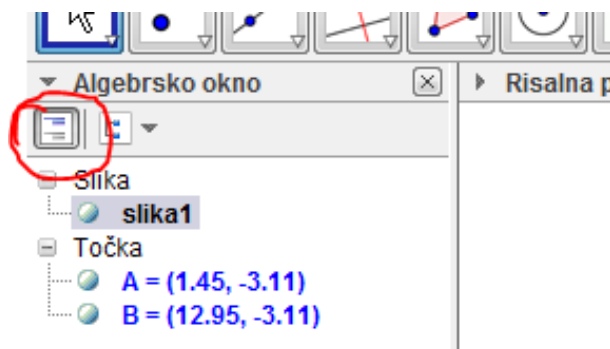 Algebrsko okno
Risalna p
Slika
slika1
Točka
A = (1.45, -3.11)
B = (12.95, -3.11)